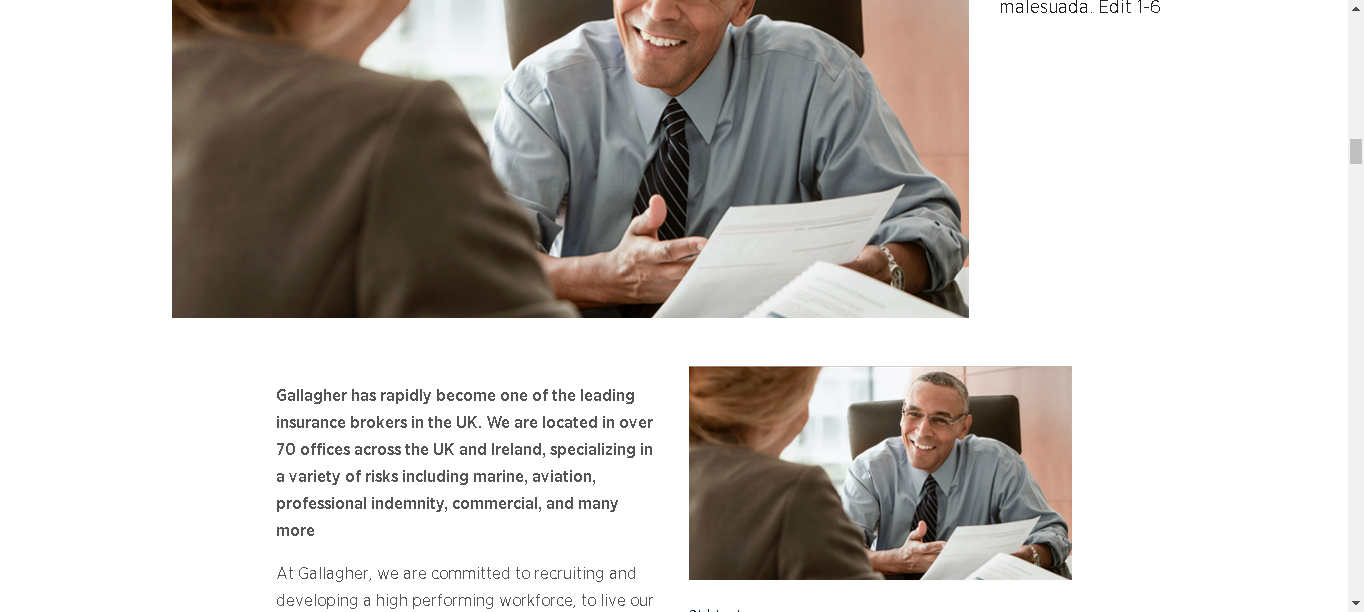 malesuada. Edit 1-6
Gallagher has rapidly become one of the leading
insurance brokers in the UK. We are located in over
70 offices across the UK and Ireland, specializing in
a variety of risks including marine, aviation,
professional indemnity, commercial, and many
more
At Gallagher, we are committed to recruiting and
developing a high performing workforce, to live our